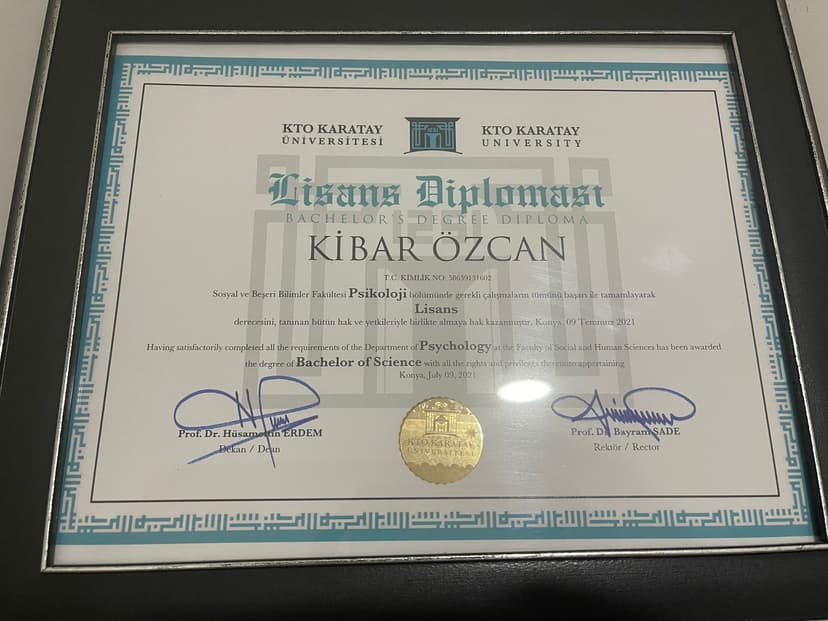 KTO KARATAY
ÜNİVERSİTESİ
KTO KARATAY
UNIVERSITY
Lisans Diploması
BACHELOR'S DEGREE DIPLOMA
KİBAR ÖZCAN
T.C. KİMLİK NO: 58639131602
Sosyal ve Beşeri Bilimler Fakültesi Psikoloji bölümünde gerekli çalışmaların tümünü başarı ile tamamlayarak
Lisans
derecesini, tanınan bütün hak ve yetkileriyle birlikte almaya hak kazanmıştır. Konya, 09 Temmuz 2021
Having satisfactorily completed all the requirements of the Department of Psychology at the Faculty of Social and Human Sciences has been awarded
the degree of Bachelor of Science with all the rights and privileges thereunto appertaining
Konya, July 09, 2021
Prof. Dr. Hüsamettin ERDEM
Dekan / Dean
KTO KARATAY
ÜNİVERSİTESİ
Prof. Dr. Bayram SADE
Rektör / Rector